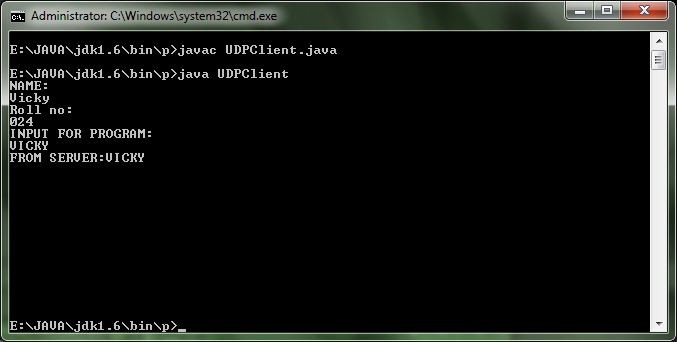 Administrator: C:\Windows\system32\cmd.exe
E:\JAVA\jdk1.6\bin\p>javac UDPClient.java
E:\JAVA\jdk1.6\bin\p>java UDPClient
NAME:
Vicky
Roll no:
024
INPUT FOR PROGRAM:
VICKY
FROM SERVER:VICKY
E:\JAVA\jdk1.6\bin\p>_